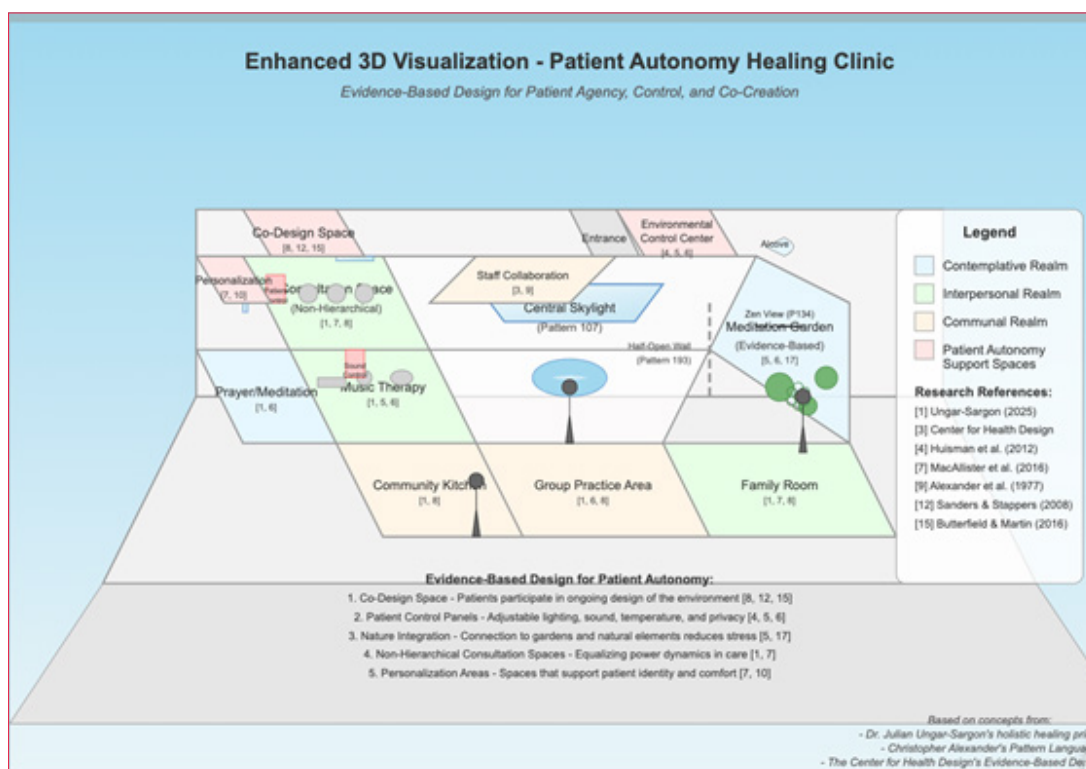 Enhanced 3D Visualization - Patient Autonomy Healing Clinic
Evidence-Based Design for Patient Agency, Control, and Co-Creation
Co-Design Space
[8, 12, 15]
Entrance
Environmental
Control Center
[4, 5, 6]
Alcove
Personalization
[7, 10]
Patient
Control
Consultation Space
(Non-Hierarchical)
[1, 7, 8]
Staff Collaboration
[3, 9]
Central Skylight
(Pattern 107)
Zen View (P134)
Meditation Garden
(Evidence-Based)
[5, 6, 17]
Half-Open Wall
(Pattern 193)
Prayer/Meditation
[1, 6]
Sound
Control
Music Therapy
[1, 5, 6]
Community Kitchen
[1, 8]
Group Practice Area
[1, 6, 8]
Family Room
[1, 7, 8]
Legend
Contemplative Realm
Interpersonal Realm
Communal Realm
Patient Autonomy
Support Spaces
Research References:
[1] Ungar-Sargon (2025)
[3] Center for Health Design
[4] Huisman et al. (2012)
[7] MacAllister et al. (2016)
[9] Alexander et al. (1977)
[12] Sanders & Stappers (2008)
[15] Butterfield & Martin (2016)
Evidence-Based Design for Patient Autonomy:
1. Co-Design Space - Patients participate in ongoing design of the environment [8, 12, 15]
2. Patient Control Panels - Adjustable lighting, sound, temperature, and privacy [4, 5, 6]
3. Nature Integration - Connection to gardens and natural elements reduces stress [5, 17]
4. Non-Hierarchical Consultation Spaces - Equalizing power dynamics in care [1, 7]
5. Personalization Areas - Spaces that support patient identity and comfort [7, 10]
Based on concepts from:
- Dr. Julian Ungar-Sargon's holistic healing pri
- Christopher Alexander's Pattern Langua
- The Center for Health Design's Evidence-Based De